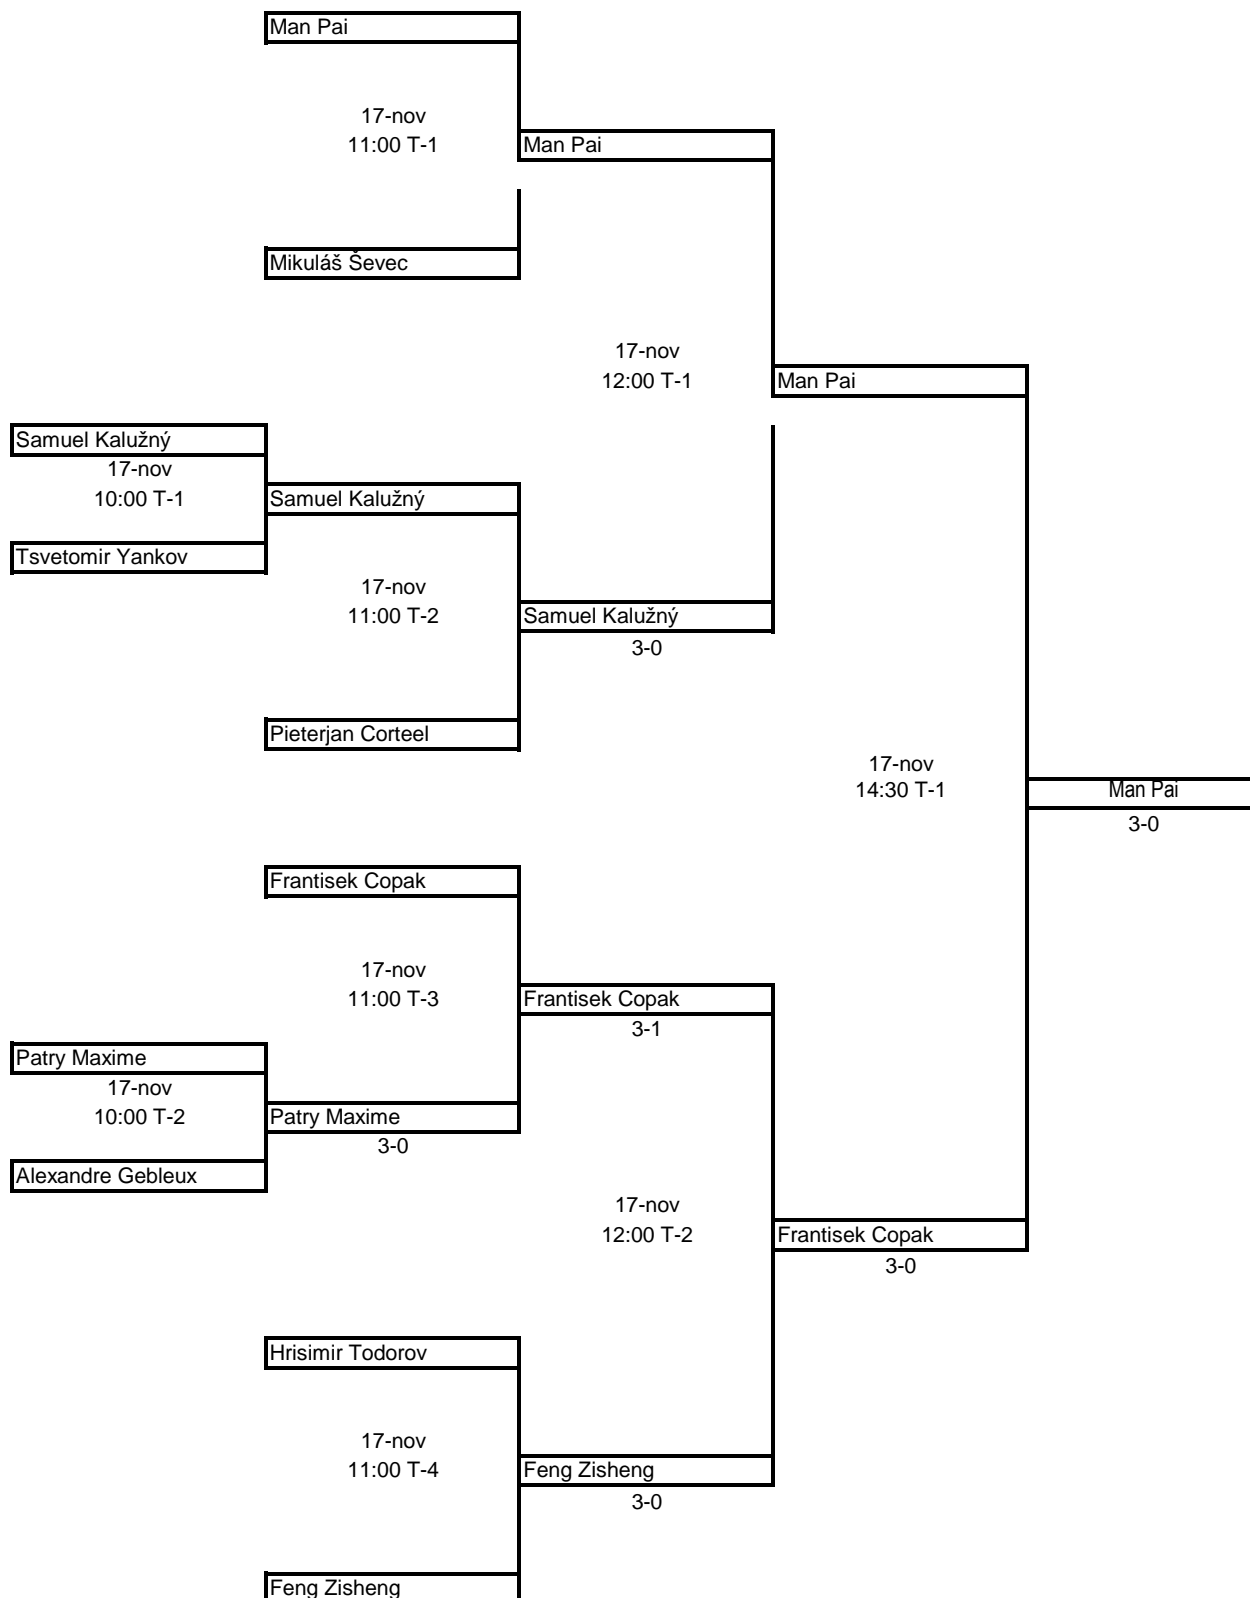 Man Pai
17-nov
11:00 T-1
Man Pai
Mikuláš Ševec
17-nov
12:00 T-1
Man Pai
Samuel Kalužný
17-nov
10:00 T-1
Samuel Kalužný
Tsvetomir Yankov
17-nov
11:00 T-2
Samuel Kalužný
3-0
Pieterjan Corteel
17-nov
14:30 T-1
Man Pai
3-0
Frantisek Copak
17-nov
11:00 T-3
Frantisek Copak
3-1
Patry Maxime
17-nov
10:00 T-2
Patry Maxime
3-0
Alexandre Gebleux
17-nov
12:00 T-2
Frantisek Copak
3-0
Hrisimir Todorov
17-nov
11:00 T-4
Feng Zisheng
3-0
Feng Zisheng